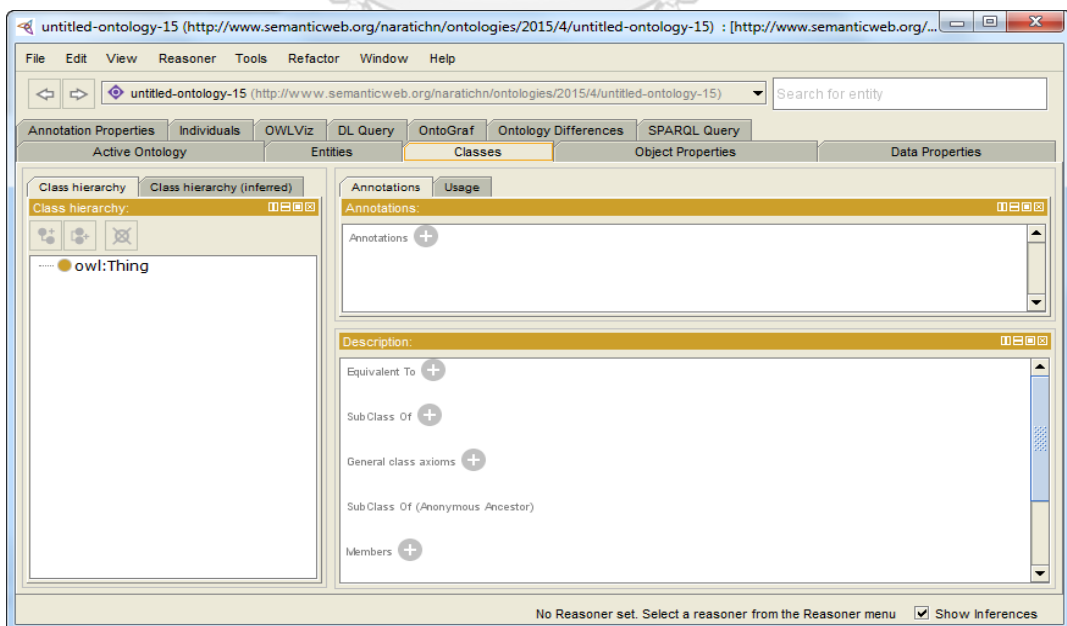 untitled-ontology-15 (http://www.semanticweb.org/naratichn/ontologies/2015/4/untitled-ontology-15) : [http://www.semanticweb.org/...
File Edit View Reasoner Tools Refactor Window Help
untitled-ontology-15 (http://www.semanticweb.org/naratichn/ontologies/2015/4/untitled-ontology-15) Search for entity
Annotation Properties Individuals OWLViz DL Query OntoGraf Ontology Differences SPARQL Query
Active Ontology Entities Classes Object Properties Data Properties
Class hierarchy Class hierarchy (inferred) Annotations Usage
Class hierarchy: Annotations:
Annotations
owl:Thing
Description:
Equivalent To
SubClass Of
General class axioms
SubClass Of (Anonymous Ancestor)
Members
No Reasoner set. Select a reasoner from the Reasoner menu Show Inferences